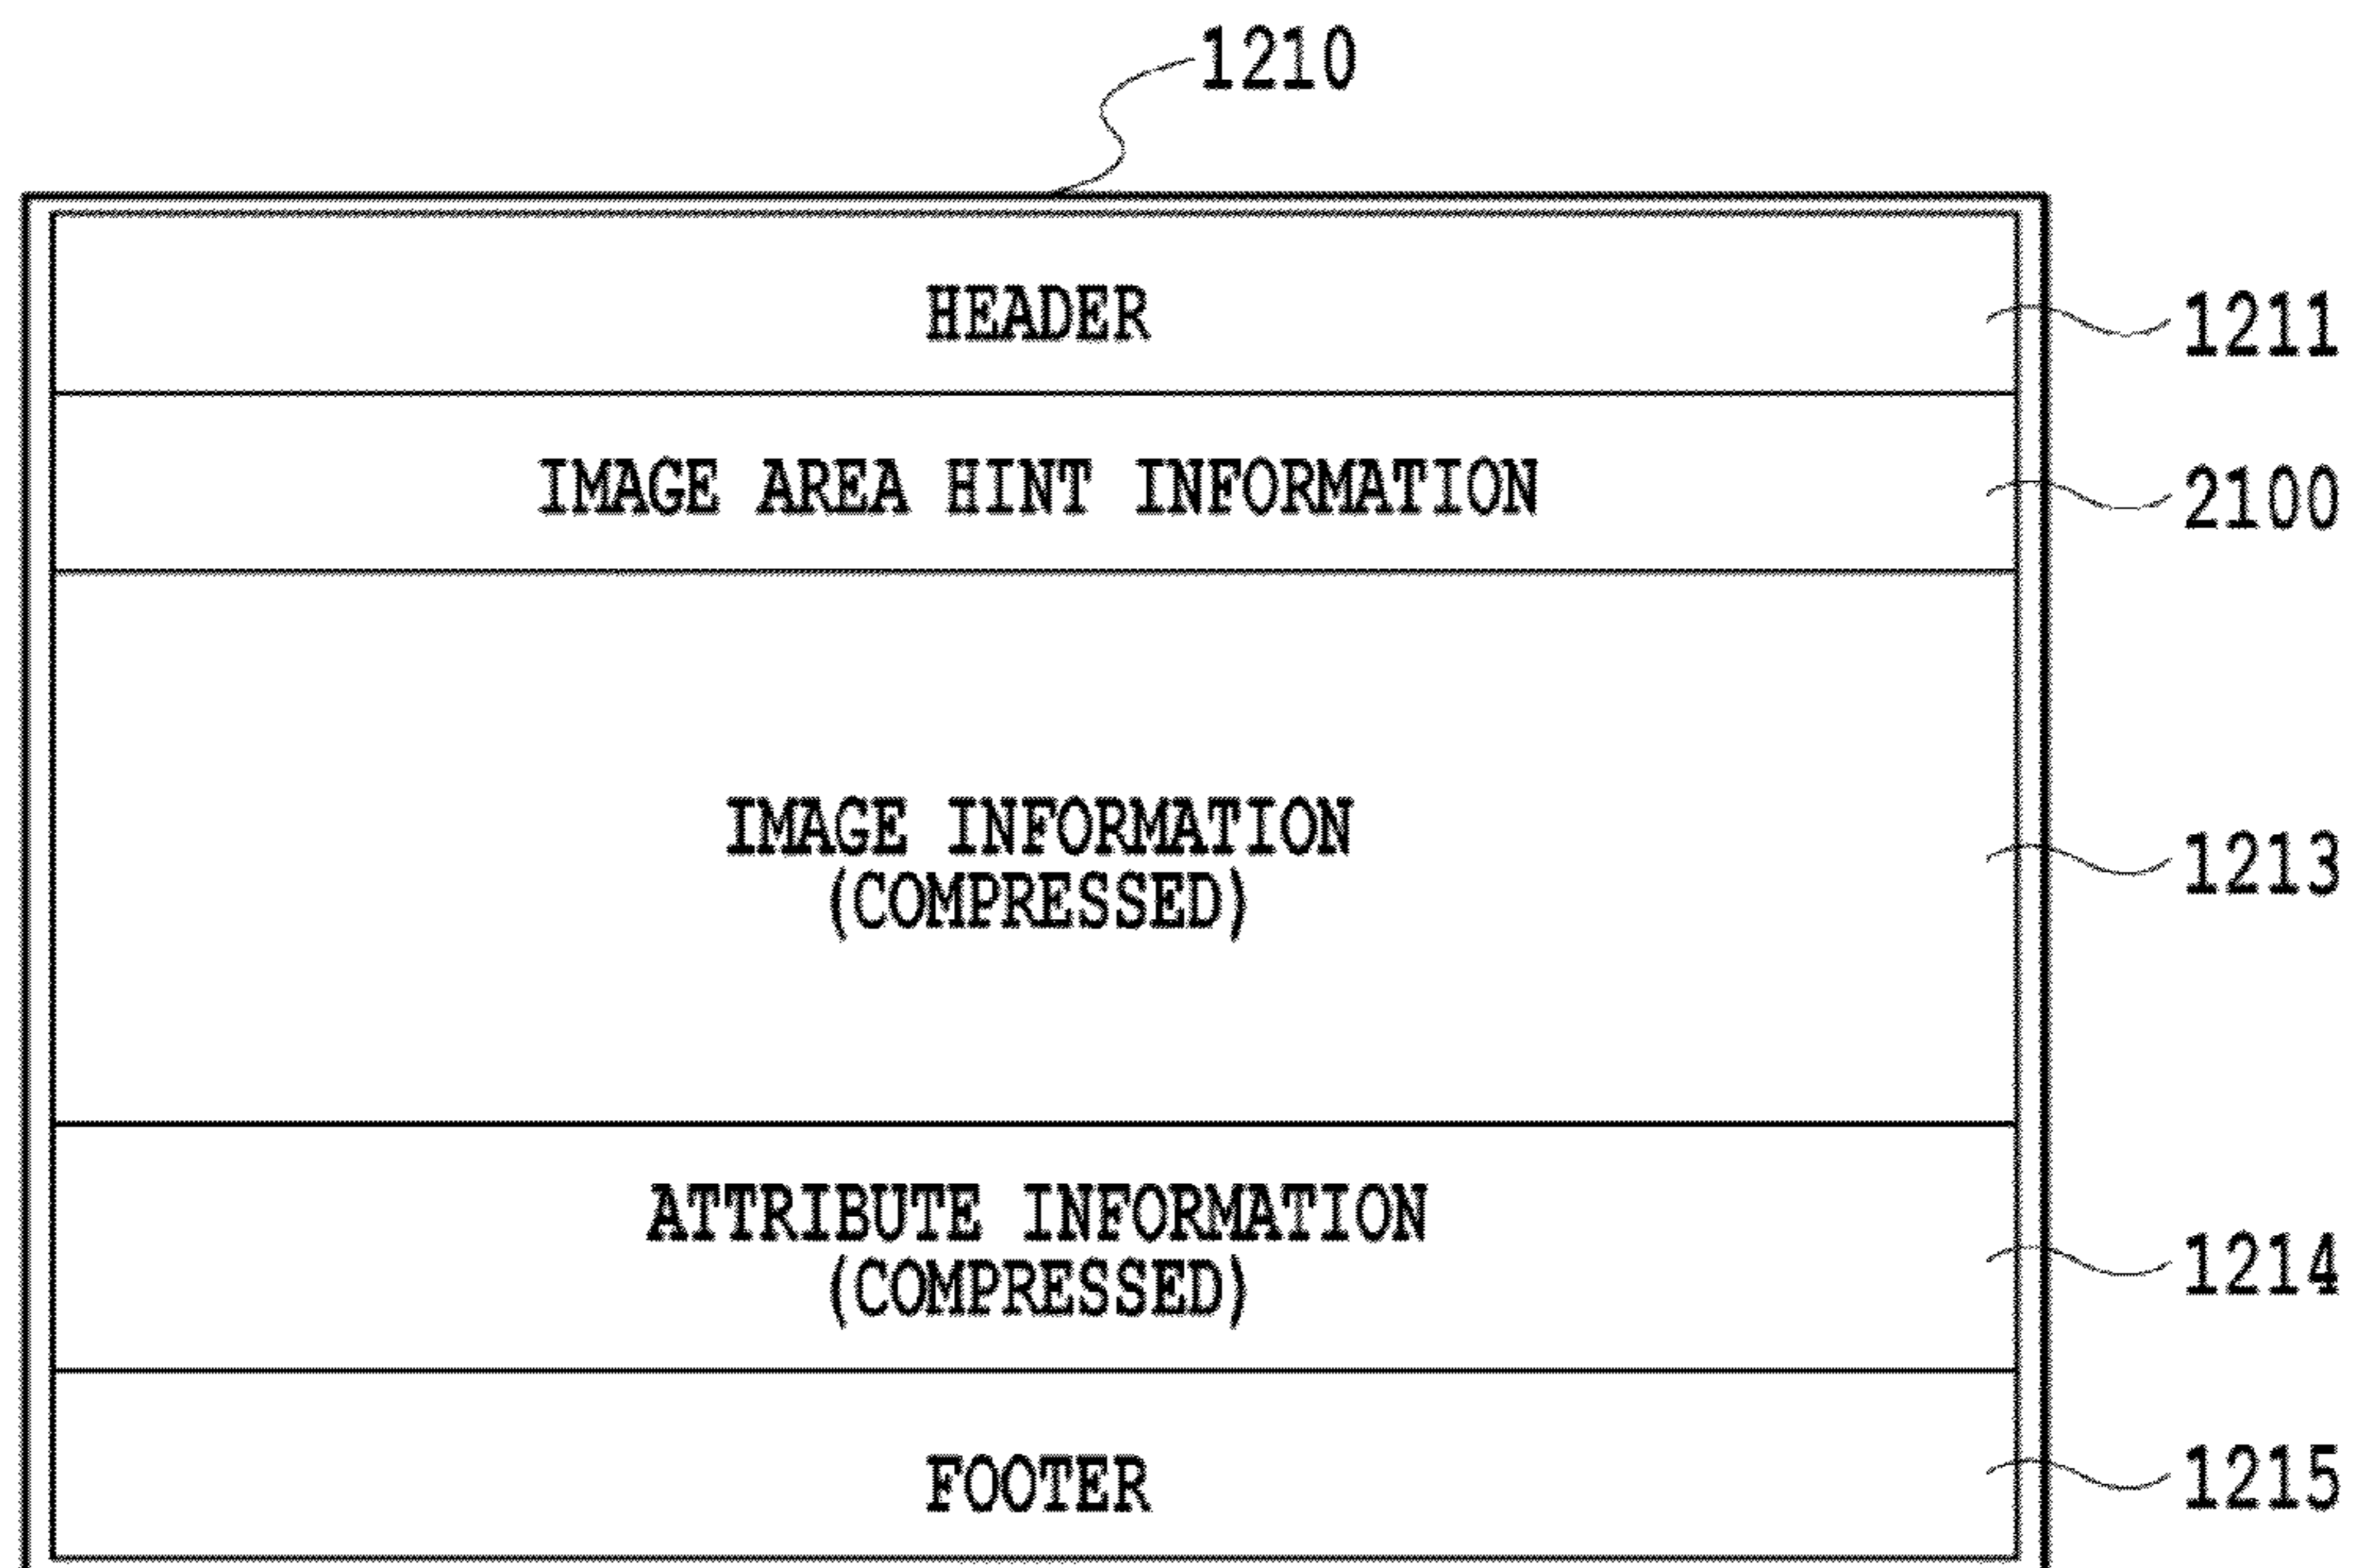 1210
HEADER
1211
IMAGE AREA HINT INFORMATION
2100
IMAGE INFORMATION
(COMPRESSED)
1213
ATTRIBUTE INFORMATION
(COMPRESSED)
1214
FOOTER
1215